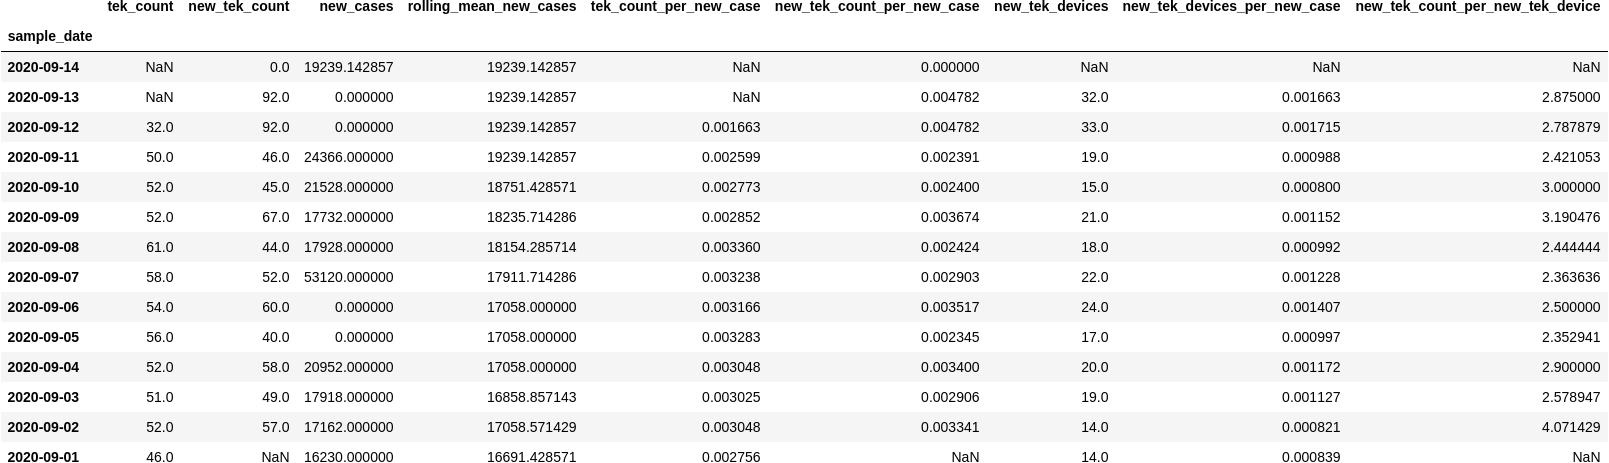 tek_count new_tek_count new_cases rolling_mean_new_cases tek_count_per_new_case new_tek_count_per_new_case new_tek_devices new_tek_devices_per_new_case new_tek_count_per_new_tek_device
sample_date
2020-09-14 NaN 0.0 19239.142857 19239.142857 NaN 0.000000 NaN NaN NaN
2020-09-13 NaN 92.0 0.000000 19239.142857 NaN 0.004782 32.0 0.001663 2.875000
2020-09-12 32.0 92.0 0.000000 19239.142857 0.001663 0.004782 33.0 0.001715 2.787879
2020-09-11 50.0 46.0 24366.000000 19239.142857 0.002599 0.002391 19.0 0.000988 2.421053
2020-09-10 52.0 45.0 21528.000000 18751.428571 0.002773 0.002400 15.0 0.000800 3.000000
2020-09-09 52.0 67.0 17732.000000 18235.714286 0.002852 0.003674 21.0 0.001152 3.190476
2020-09-08 61.0 44.0 17928.000000 18154.285714 0.003360 0.002424 18.0 0.000992 2.444444
2020-09-07 58.0 52.0 53120.000000 17911.714286 0.003238 0.002903 22.0 0.001228 2.363636
2020-09-06 54.0 60.0 0.000000 17058.000000 0.003166 0.003517 24.0 0.001407 2.500000
2020-09-05 56.0 40.0 0.000000 17058.000000 0.003283 0.002345 17.0 0.000997 2.352941
2020-09-04 52.0 58.0 20952.000000 17058.000000 0.003048 0.003400 20.0 0.001172 2.900000
2020-09-03 51.0 49.0 17918.000000 16858.857143 0.003025 0.002906 19.0 0.001127 2.578947
2020-09-02 52.0 57.0 17162.000000 17058.571429 0.003048 0.003341 14.0 0.000821 4.071429
2020-09-01 46.0 NaN 16230.000000 16691.428571 0.002756 NaN 14.0 0.000839 NaN